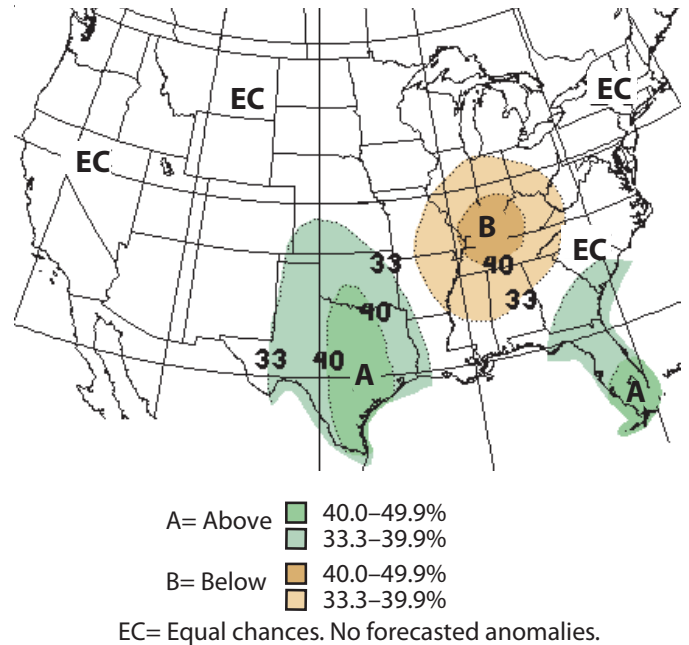 EC
EC
EC
B
EC
33
40
33
40
33
40
A
A
A= Above 40.0–49.9%
33.3–39.9%
B= Below 40.0–49.9%
33.3–39.9%
EC= Equal chances. No forecasted anomalies.